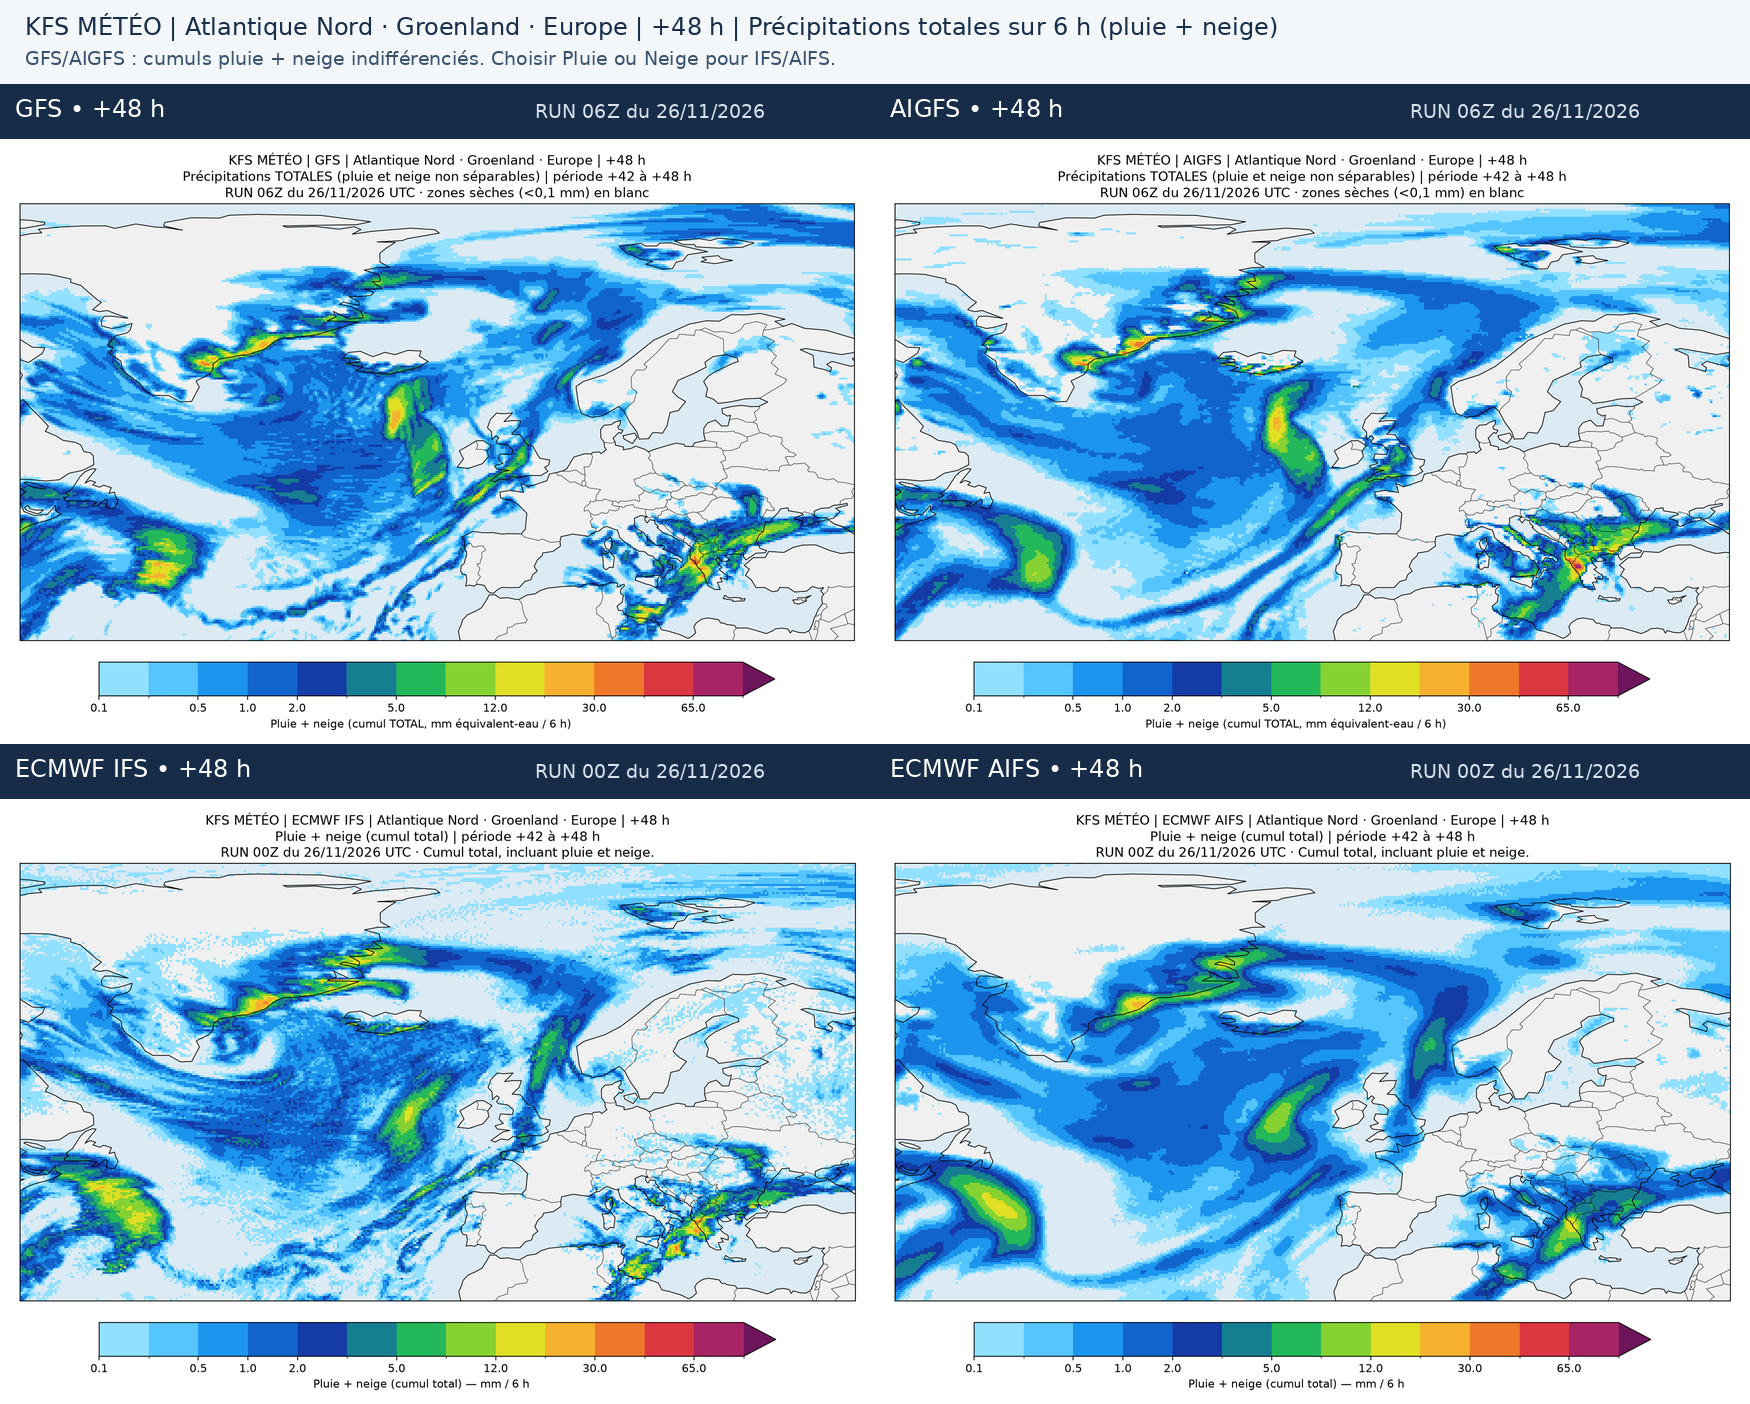 KFS MÉTÉO | Atlantique Nord · Groenland · Europe | +48 h | Précipitations totales sur 6 h (pluie + neige)
GFS/AIGFS : cumuls pluie + neige indifférenciés. Choisir Pluie ou Neige pour IFS/AIFS.
GFS • +48 h
RUN 06Z du 26/11/2026
AIGFS • +48 h
RUN 06Z du 26/11/2026
KFS MÉTÉO | GFS | Atlantique Nord · Groenland · Europe | +48 h
Précipitations TOTALES (pluie et neige non séparables) | période +42 à +48 h
RUN 06Z du 26/11/2026 UTC · zones sèches (<0,1 mm) en blanc
KFS MÉTÉO | AIGFS | Atlantique Nord · Groenland · Europe | +48 h
Précipitations TOTALES (pluie et neige non séparables) | période +42 à +48 h
RUN 06Z du 26/11/2026 UTC · zones sèches (<0,1 mm) en blanc
0.1 0.5 1.0 2.0 5.0 12.0 30.0 65.0
Pluie + neige (cumul TOTAL, mm équivalent-eau / 6 h)
0.1 0.5 1.0 2.0 5.0 12.0 30.0 65.0
Pluie + neige (cumul TOTAL, mm équivalent-eau / 6 h)
ECMWF IFS • +48 h
RUN 00Z du 26/11/2026
ECMWF AIFS • +48 h
RUN 00Z du 26/11/2026
KFS MÉTÉO | ECMWF IFS | Atlantique Nord · Groenland · Europe | +48 h
Pluie + neige (cumul total) | période +42 à +48 h
RUN 00Z du 26/11/2026 UTC · Cumul total, incluant pluie et neige.
KFS MÉTÉO | ECMWF AIFS | Atlantique Nord · Groenland · Europe | +48 h
Pluie + neige (cumul total) | période +42 à +48 h
RUN 00Z du 26/11/2026 UTC · Cumul total, incluant pluie et neige.
0.1 0.5 1.0 2.0 5.0 12.0 30.0 65.0
Pluie + neige (cumul total) — mm / 6 h
0.1 0.5 1.0 2.0 5.0 12.0 30.0 65.0
Pluie + neige (cumul total) — mm / 6 h